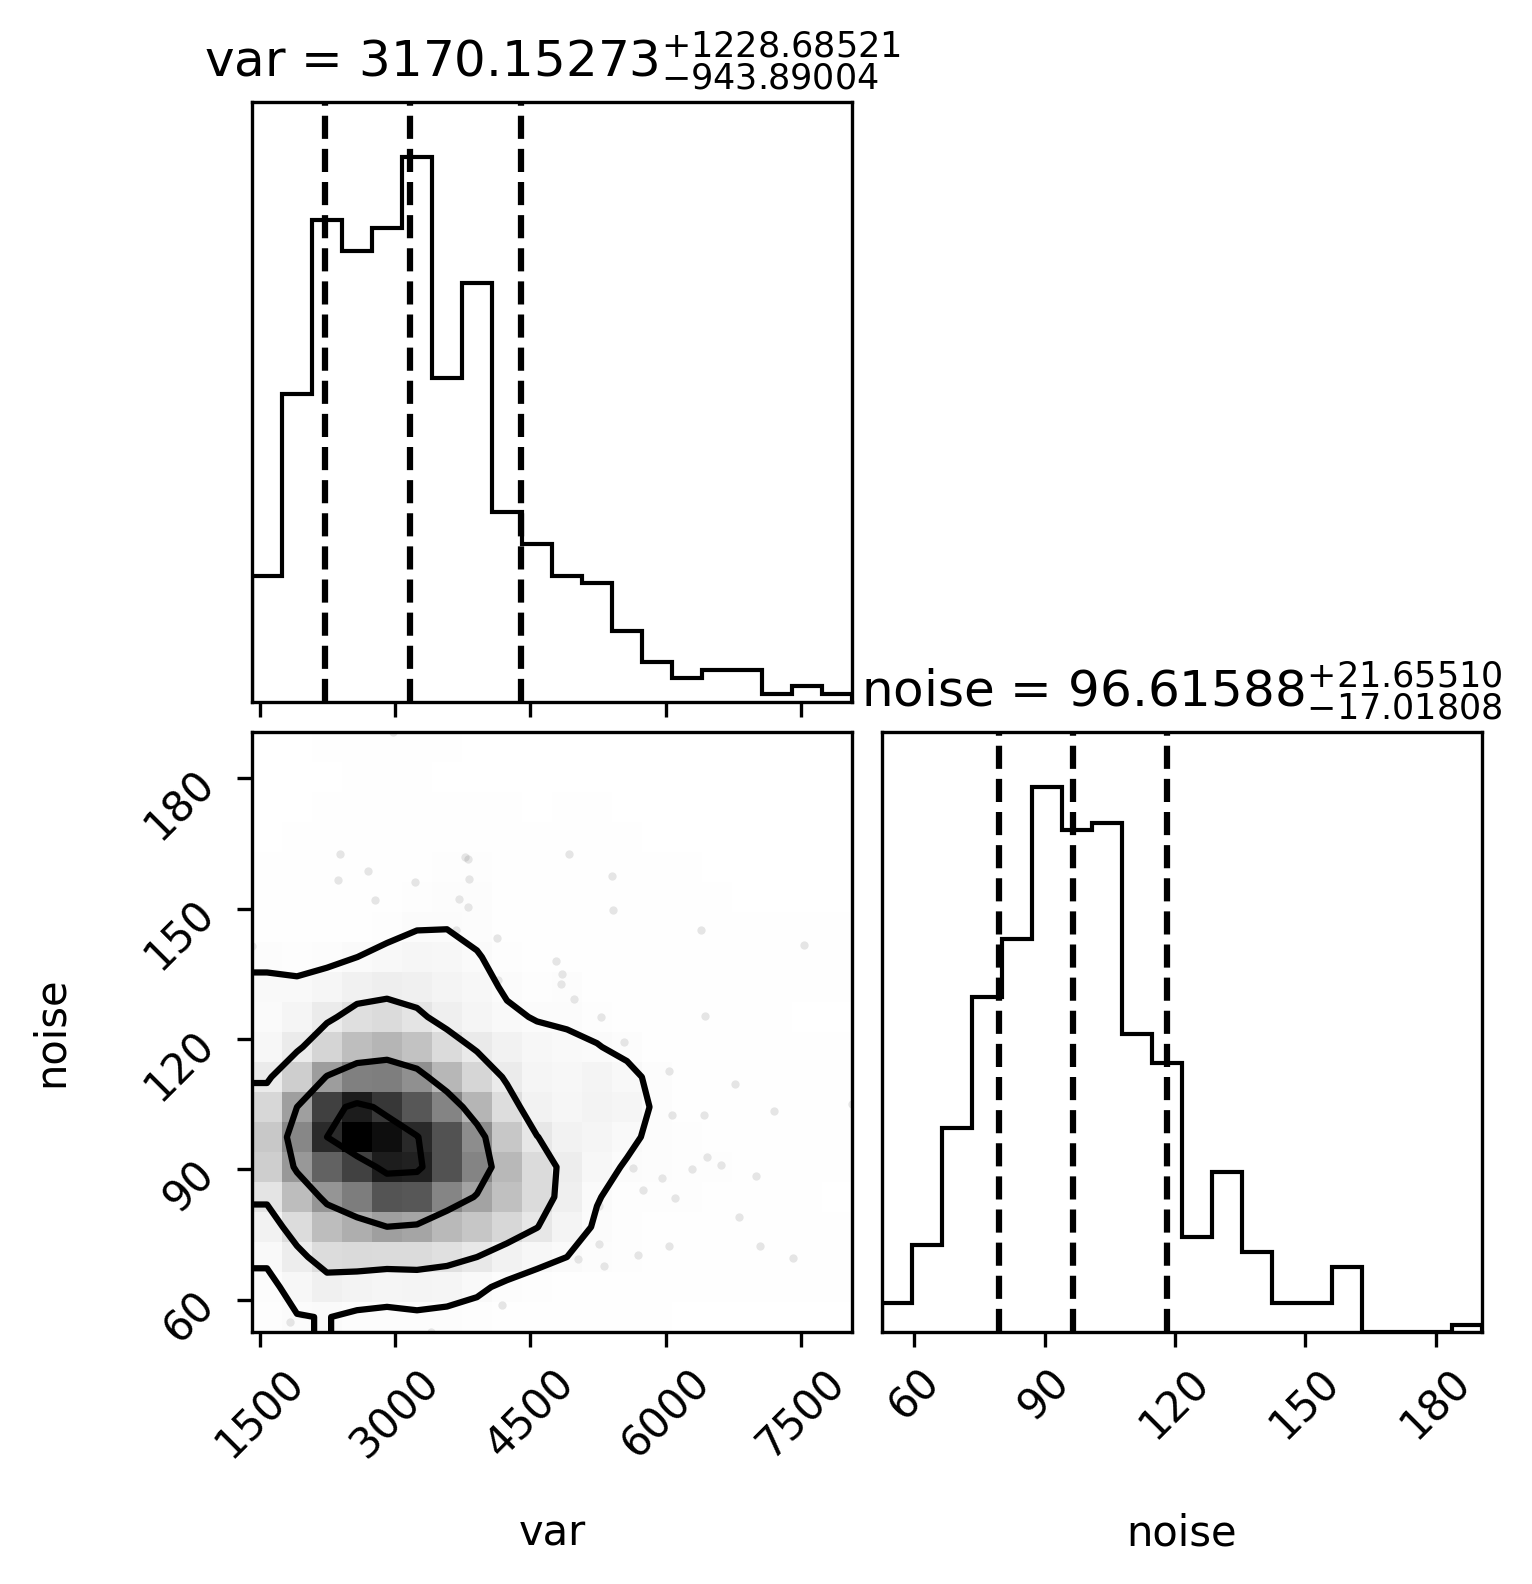 var = 3170.15273+1228.68521−943.89004
noise = 96.61588+21.65510−17.01808
180
150
120
90
60
noise
1500 3000 4500 6000 7500
60 90 120 150 180
var
noise